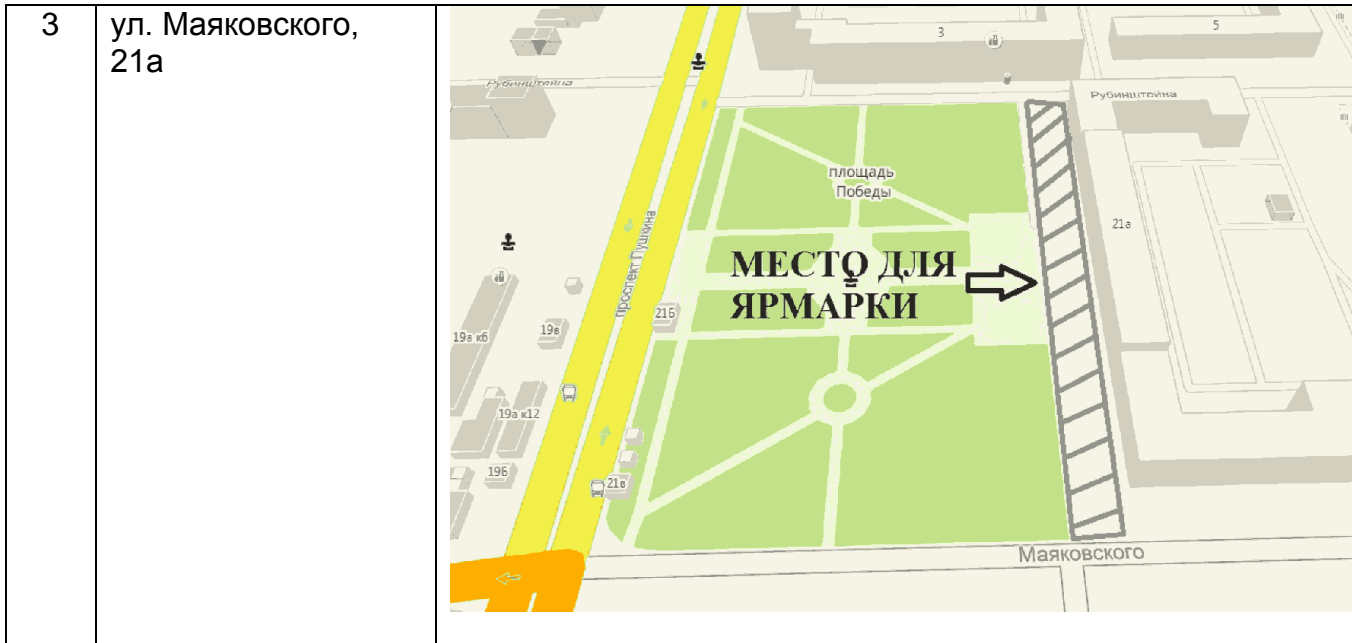 3
ул. Маяковского,
21а
3
5
Рубинштейна
Рубинштейна
площадь
Победы
21а
проспект Пушкина
МЕСТО ДЛЯ
ЯРМАРКИ
21Б
19в
19а к6
19а к12
19Б
21в
Маяковского